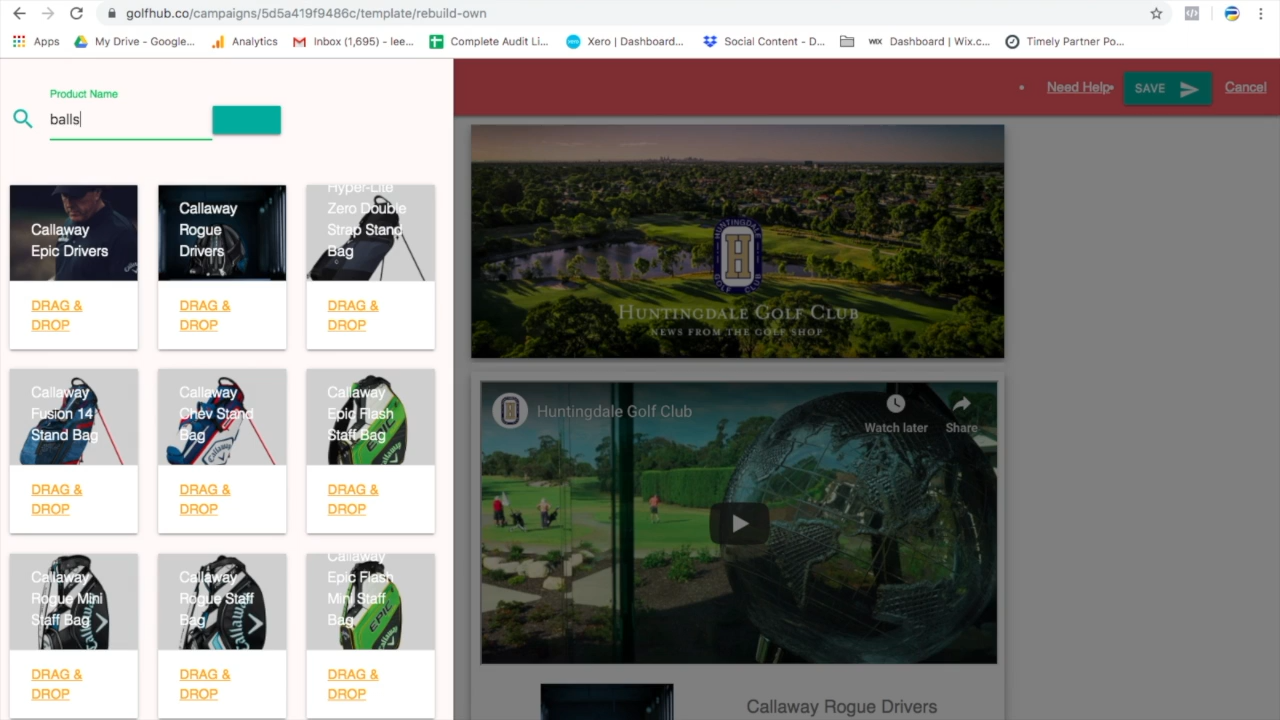 golfhub.co/campaigns/5d5a419f9486c/template/rebuild-own
Apps
My Drive - Google...
Analytics
Inbox (1,695) - lee...
Complete Audit Li...
Xero | Dashboard...
Social Content - D...
WIX
Dashboard | Wix.c...
Timely Partner Po...
Product Name
balls
Need Help
SAVE
Cancel
Callaway
Epic Drivers
DRAG &
DROP
Callaway
Rogue
Drivers
DRAG &
DROP
Hyper-Lite
Zero Double
Strap Stand
Bag
DRAG &
DROP
Callaway
Fusion 14
Stand Bag
DRAG &
DROP
Callaway
Chev Stand
Bag
DRAG &
DROP
Callaway
Epic Flash
Staff Bag
DRAG &
DROP
Callaway
Rogue Mini
Staff Bag
DRAG &
DROP
Callaway
Rogue Staff
Bag
DRAG &
DROP
Callaway
Epic Flash
Mini Staff
Bag
DRAG &
DROP
HUNTINGDALE
H
GOLF CLUB
HUNTINGDALE GOLF CLUB
NEWS FROM THE GOLF SHOP
Huntingdale Golf Club
Watch later
Share
Callaway Rogue Drivers